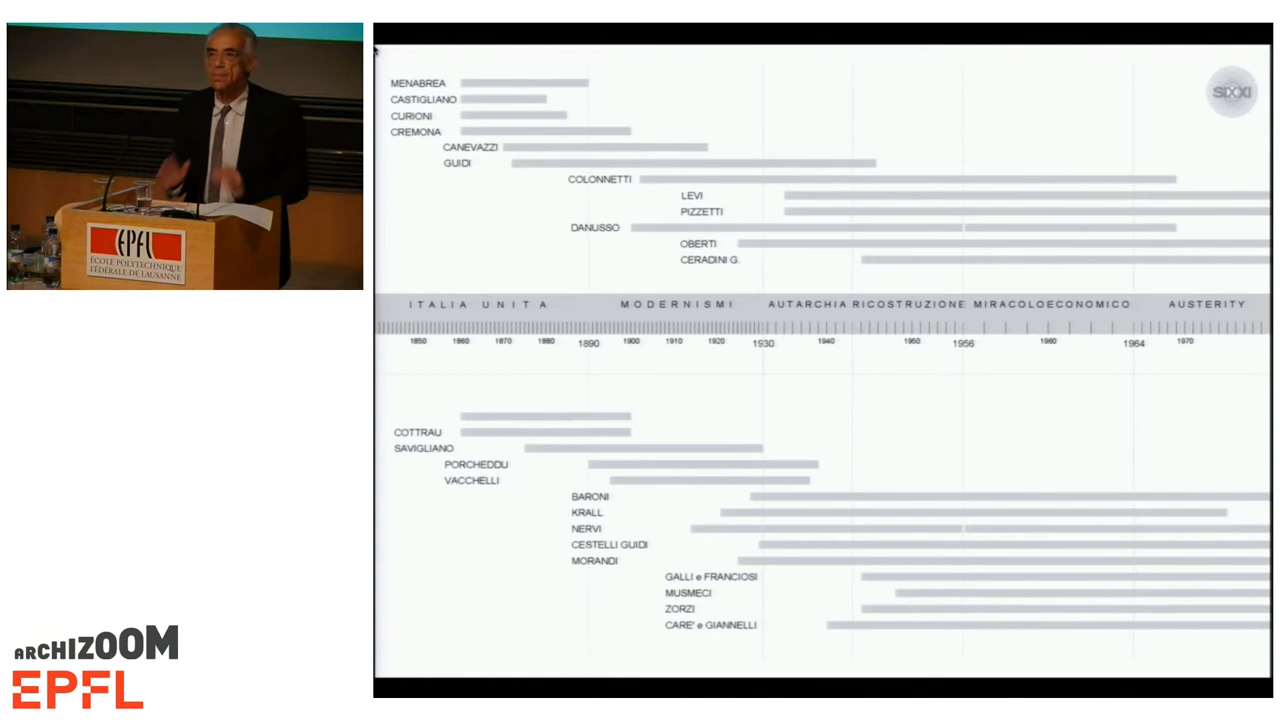 EPFL
ÉCOLE POLYTECHNIQUE
FÉDÉRALE DE LAUSANNE
ARCHIZOOM
EPFL
SIXXI
MENABREA
CASTIGLIANO
CURIONI
CREMONA
CANEVAZZI
GUIDI
COLONNETTI
LEVI
PIZZETTI
DANUSSO
OBERTI
CERADINI G.
ITALIA UNITA MODERNISMI AUTARCHIA RICOSTRUZIONE MIRACOLOECONOMICO AUSTERITY
1850 1860 1870 1880 1890 1900 1910 1920 1930 1940 1950 1956 1960 1964 1970
COTTRAU
SAVIGLIANO
PORCHEDDU
VACCHELLI
BARONI
KRALL
NERVI
CESTELLI GUIDI
MORANDI
GALLI e FRANCIOSI
MUSMECI
ZORZI
CARE' e GIANNELLI